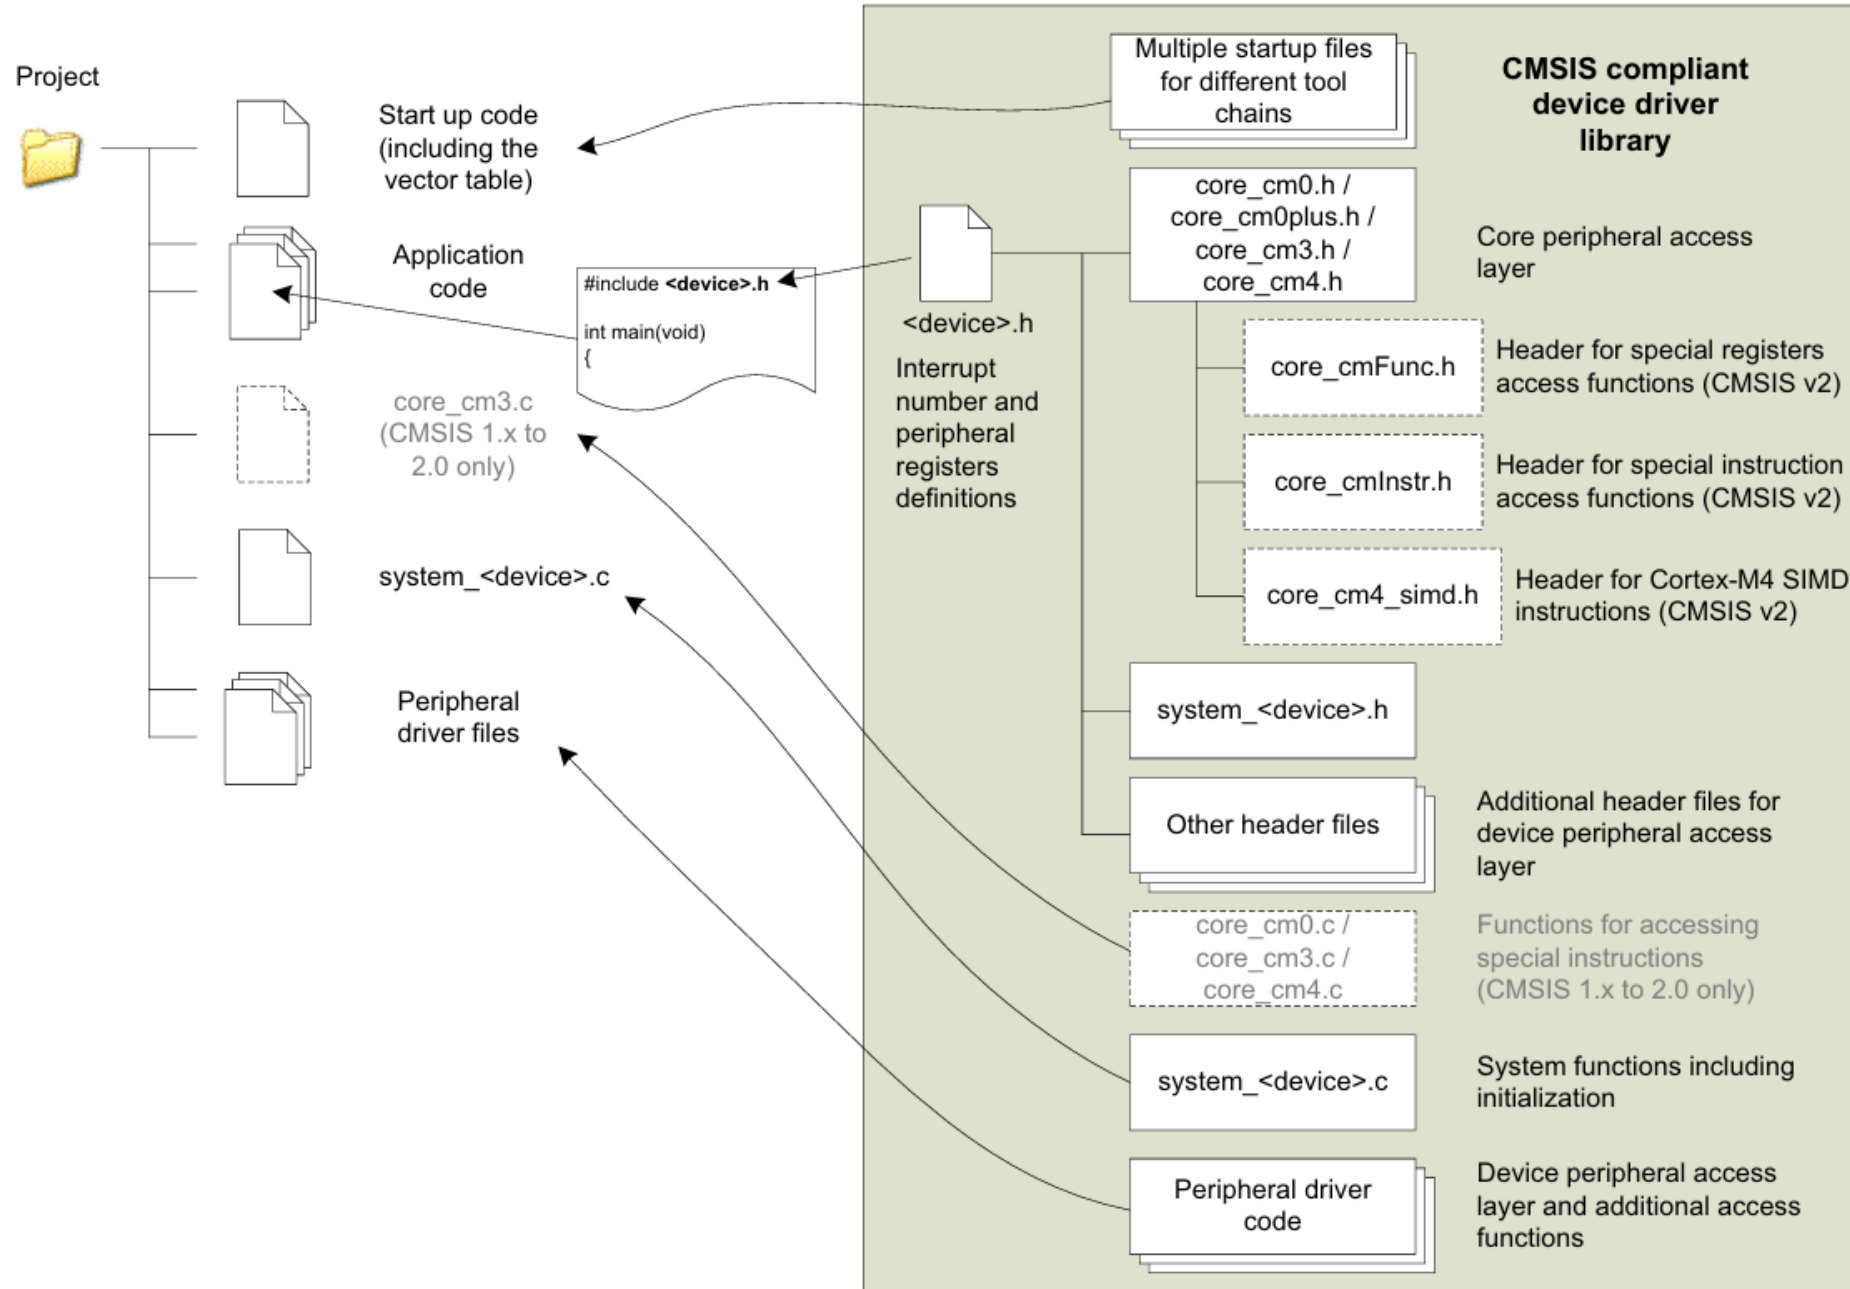 Project
Start up code
(including the
vector table)
Application
code
core_cm3.c
(CMSIS 1.x to
2.0 only)
system_<device>.c
Peripheral
driver files
#include <device>.h
int main(void)
{
<device>.h
Interrupt
number and
peripheral
registers
definitions
Multiple startup files
for different tool
chains
CMSIS compliant
device driver
library
core_cm0.h /
core_cm0plus.h /
core_cm3.h /
core_cm4.h
Core peripheral access
layer
core_cmFunc.h
Header for special registers
access functions (CMSIS v2)
core_cmInstr.h
Header for special instruction
access functions (CMSIS v2)
core_cm4_simd.h
Header for Cortex-M4 SIMD
instructions (CMSIS v2)
system_<device>.h
Other header files
Additional header files for
device peripheral access
layer
core_cm0.c /
core_cm3.c /
core_cm4.c
Functions for accessing
special instructions
(CMSIS 1.x to 2.0 only)
system_<device>.c
System functions including
initialization
Peripheral driver
code
Device peripheral access
layer and additional access
functions